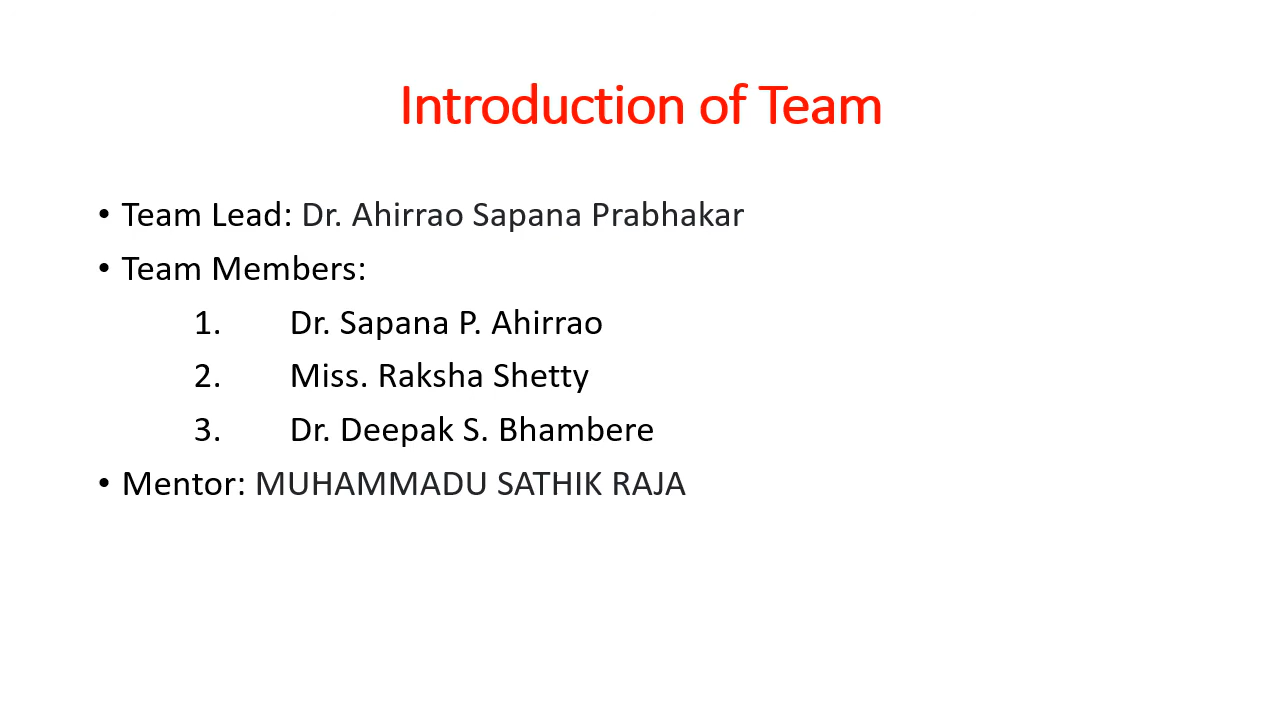 Introduction of Team
• Team Lead: Dr. Ahirrao Sapana Prabhakar
• Team Members:
1. Dr. Sapana P. Ahirrao
2. Miss. Raksha Shetty
3. Dr. Deepak S. Bhambere
• Mentor: MUHAMMADU SATHIK RAJA